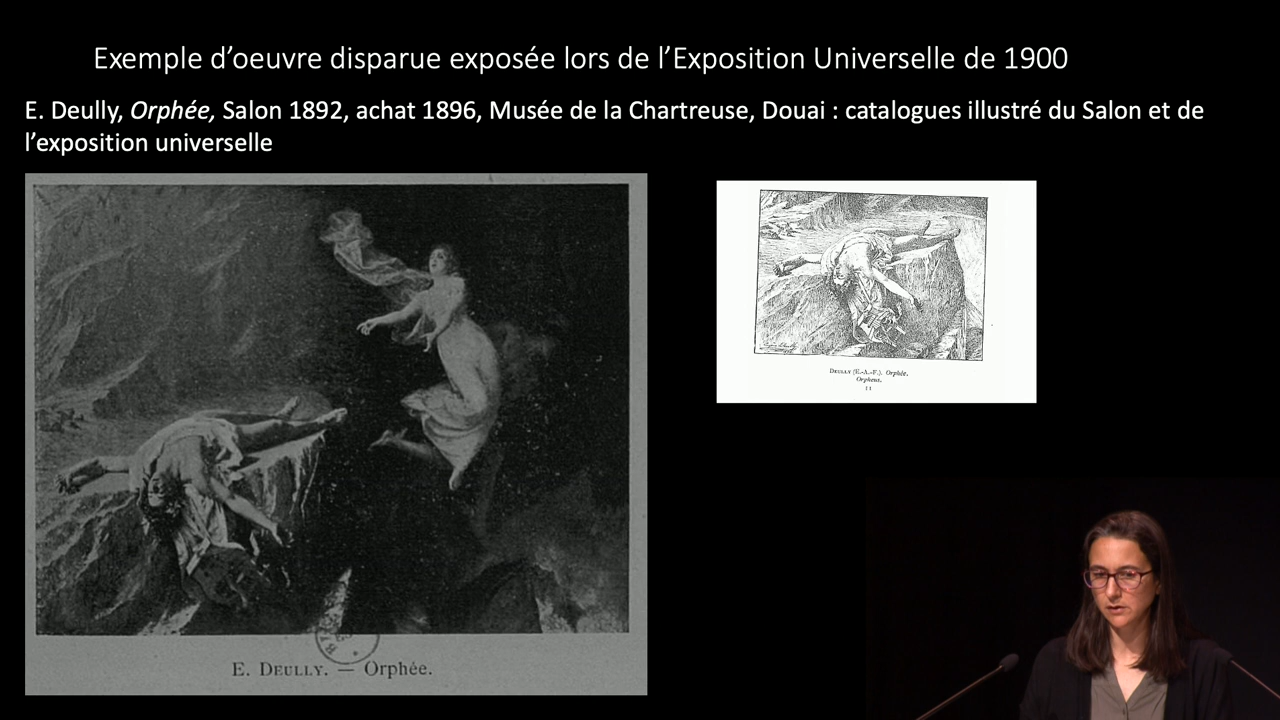 Exemple d’oeuvre disparue exposée lors de l’Exposition Universelle de 1900
E. Deully, Orphée, Salon 1892, achat 1896, Musée de la Chartreuse, Douai : catalogues illustré du Salon et de
l’exposition universelle
E. DEULLY. — Orphée.
DEULLY (E.-A.-F.). Orphée.
Orpheus.